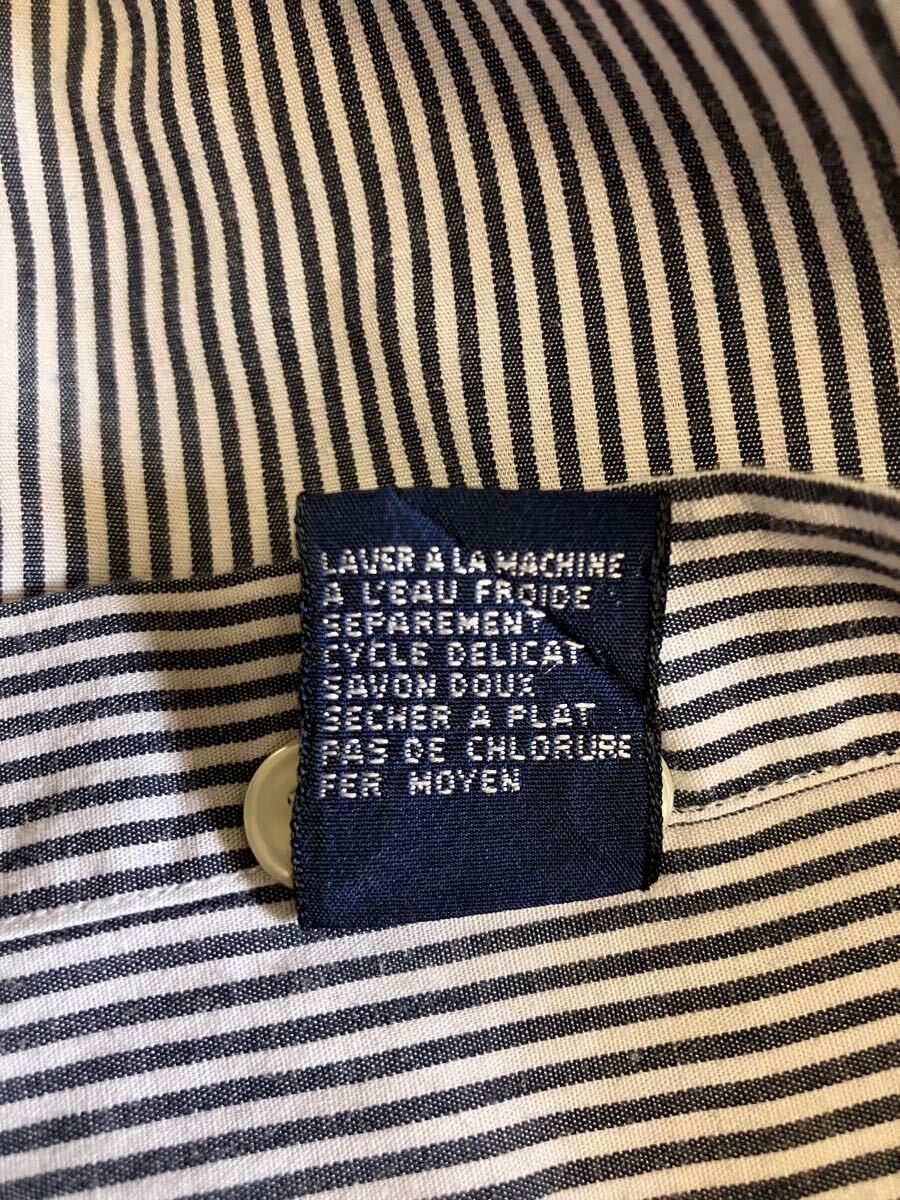 LAVER A LA MACHINE
A L'EAU FROIDE
SEPAREMENT
CYCLE DELICAT
SAVON DOUX
SECHER A PLAT
PAS DE CHLORURE
FER MOYEN